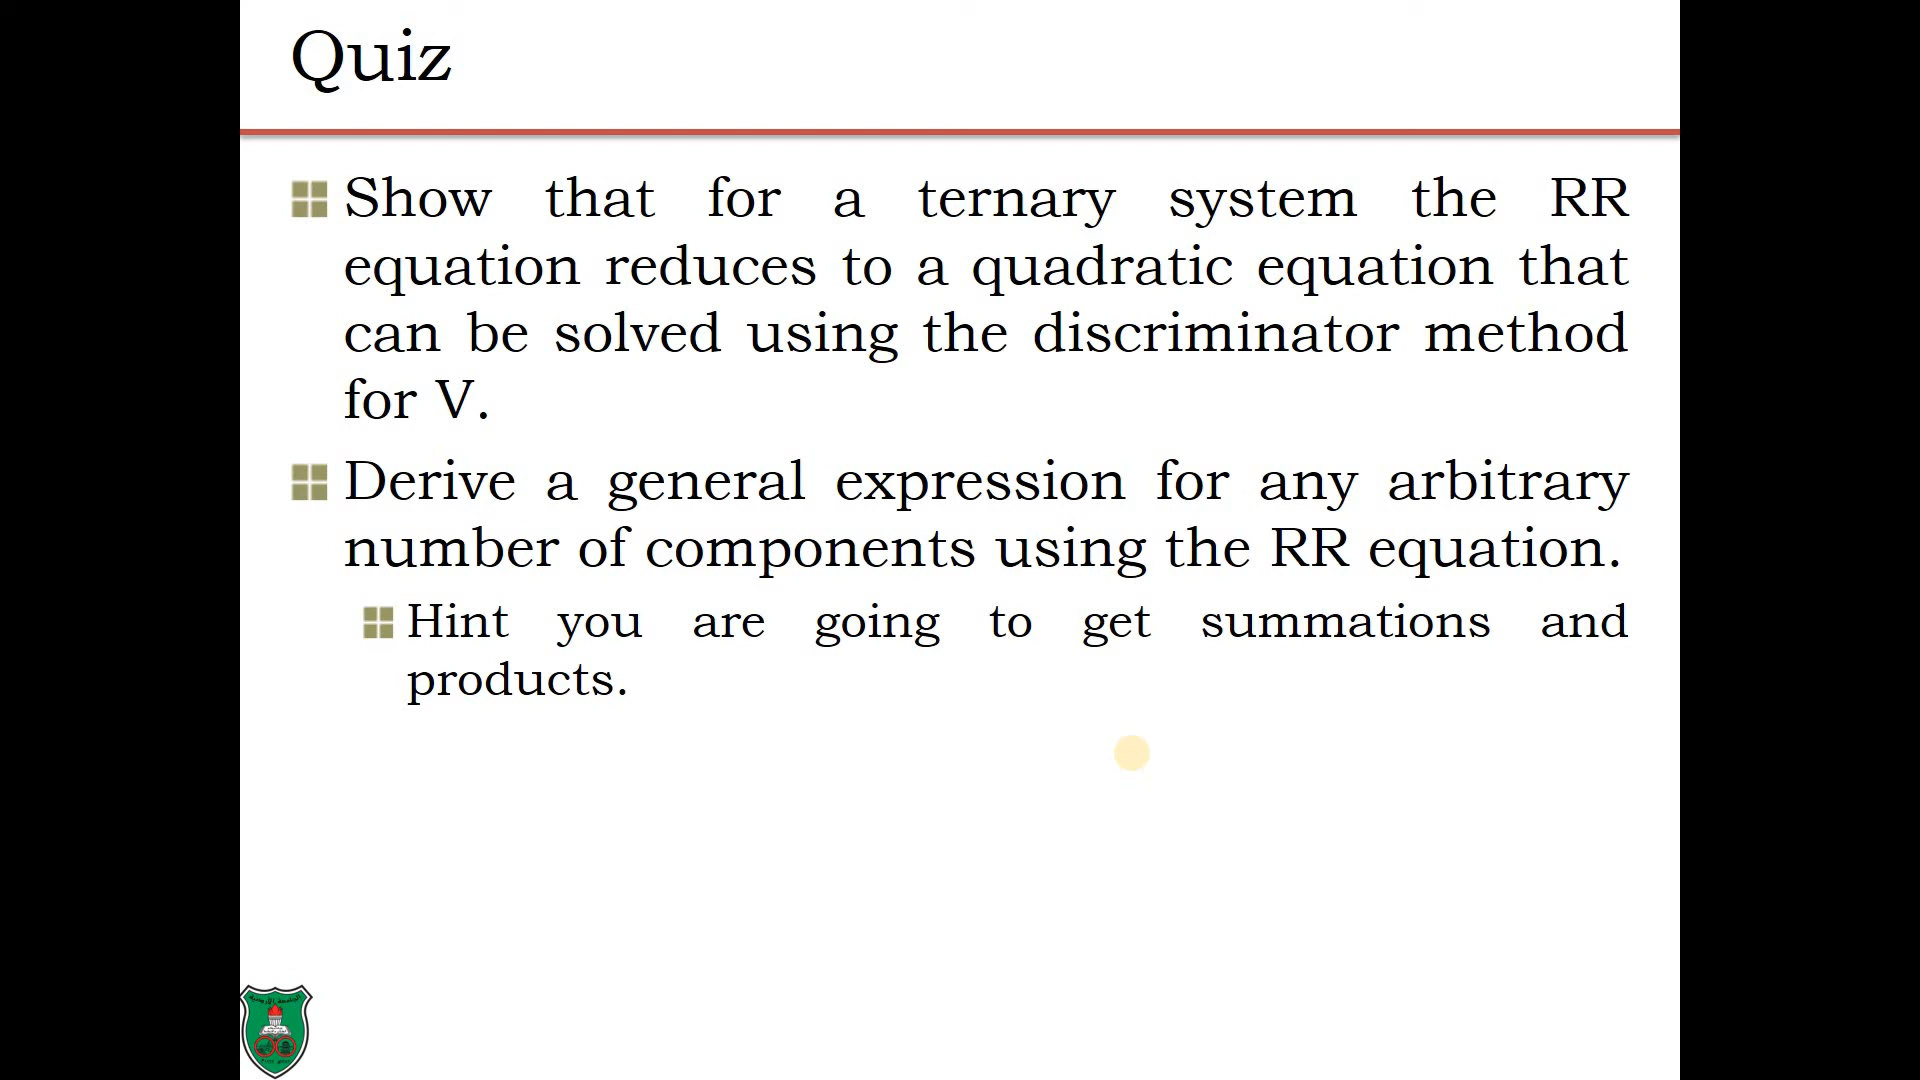 Quiz
Show that for a ternary system the RR
equation reduces to a quadratic equation that
can be solved using the discriminator method
for V.
Derive a general expression for any arbitrary
number of components using the RR equation.
Hint you are going to get summations and
products.